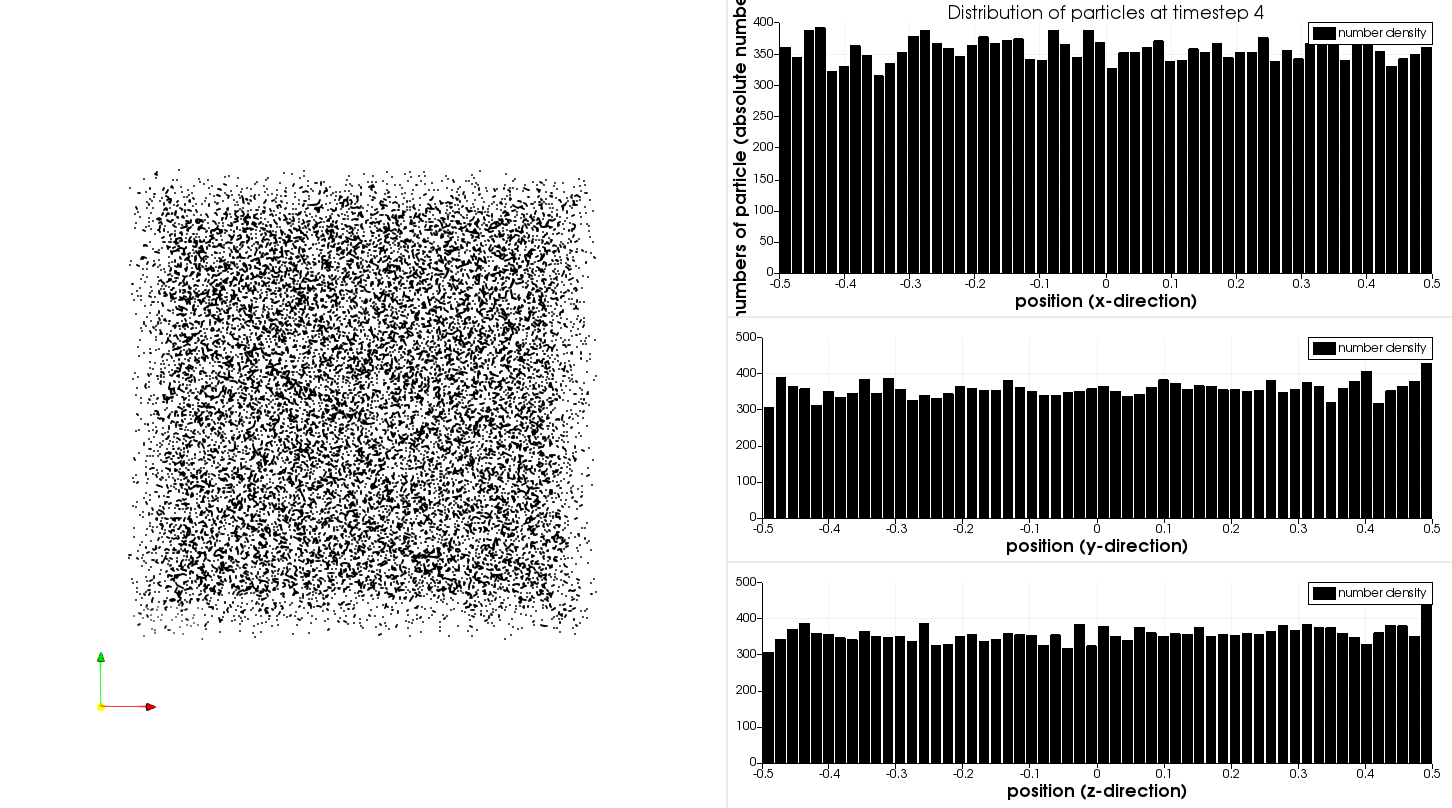 Distribution of particles at timestep 4
numbers of particle (absolute number
400
350
300
250
200
150
100
50
0
number density
-0.5 -0.4 -0.3 -0.2 -0.1 0 0.1 0.2 0.3 0.4 0.5
position (x-direction)
500
400
300
200
100
0
number density
-0.5 -0.4 -0.3 -0.2 -0.1 0 0.1 0.2 0.3 0.4 0.5
position (y-direction)
500
400
300
200
100
0
number density
-0.5 -0.4 -0.3 -0.2 -0.1 0 0.1 0.2 0.3 0.4 0.5
position (z-direction)